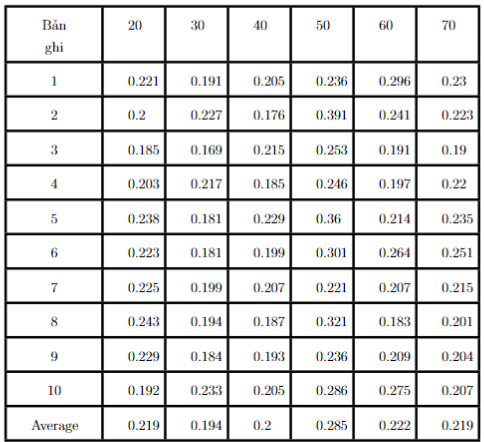 Bản 20 30 40 50 60 70
ghi
1 0.221 0.191 0.205 0.236 0.296 0.23
2 0.2 0.227 0.176 0.391 0.241 0.223
3 0.185 0.169 0.215 0.253 0.191 0.19
4 0.203 0.217 0.185 0.246 0.197 0.22
5 0.238 0.181 0.229 0.36 0.214 0.235
6 0.223 0.181 0.199 0.301 0.264 0.251
7 0.225 0.199 0.207 0.221 0.207 0.215
8 0.243 0.194 0.187 0.321 0.183 0.201
9 0.229 0.184 0.193 0.236 0.209 0.204
10 0.192 0.233 0.205 0.286 0.275 0.207
Average 0.219 0.194 0.2 0.285 0.222 0.219